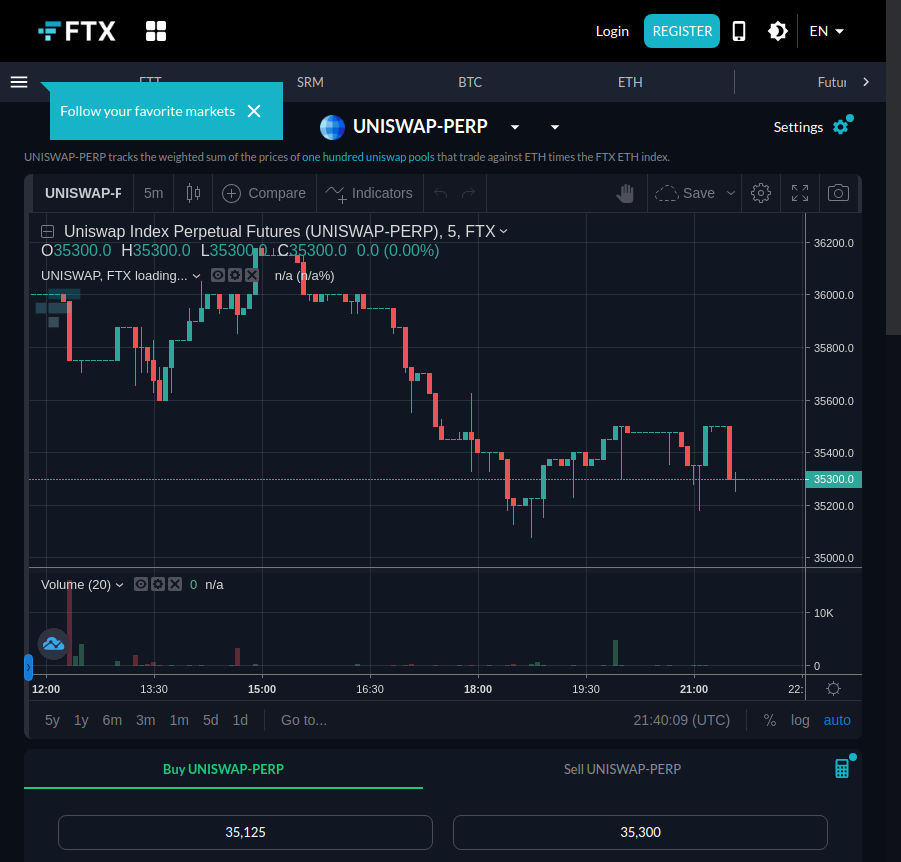 FTX
Login
REGISTER
EN
FTT
SRM
BTC
ETH
Futur
Follow your favorite markets
UNISWAP-PERP
Settings
UNISWAP-PERP tracks the weighted sum of the prices of one hundred uniswap pools that trade against ETH times the FTX ETH index.
UNISWAP-F
5m
Compare
Indicators
Save
Uniswap Index Perpetual Futures (UNISWAP-PERP), 5, FTX
O35300.0 H35300.0 L35300.0 C35300.0 0.0 (0.00%)
UNISWAP, FTX loading... n/a (n/a%)
36200.0
36000.0
35800.0
35600.0
35400.0
35300.0
35200.0
35000.0
Volume (20) 0 n/a
10K
0
12:00 13:30 15:00 16:30 18:00 19:30 21:00 22:
5y 1y 6m 3m 1m 5d 1d Go to... 21:40:09 (UTC) % log auto
Buy UNISWAP-PERP
Sell UNISWAP-PERP
35,125
35,300